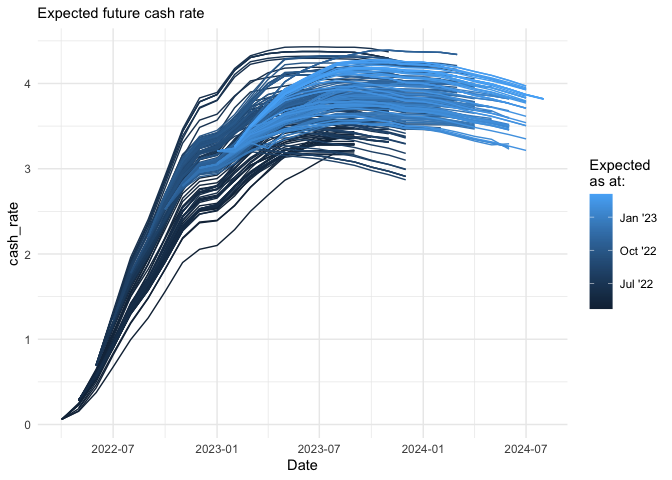 Expected future cash rate
cash_rate
4
3
2
1
0
2022-07
2023-01
2023-07
2024-01
2024-07
Date
Expected
as at:
Jan '23
Oct '22
Jul '22